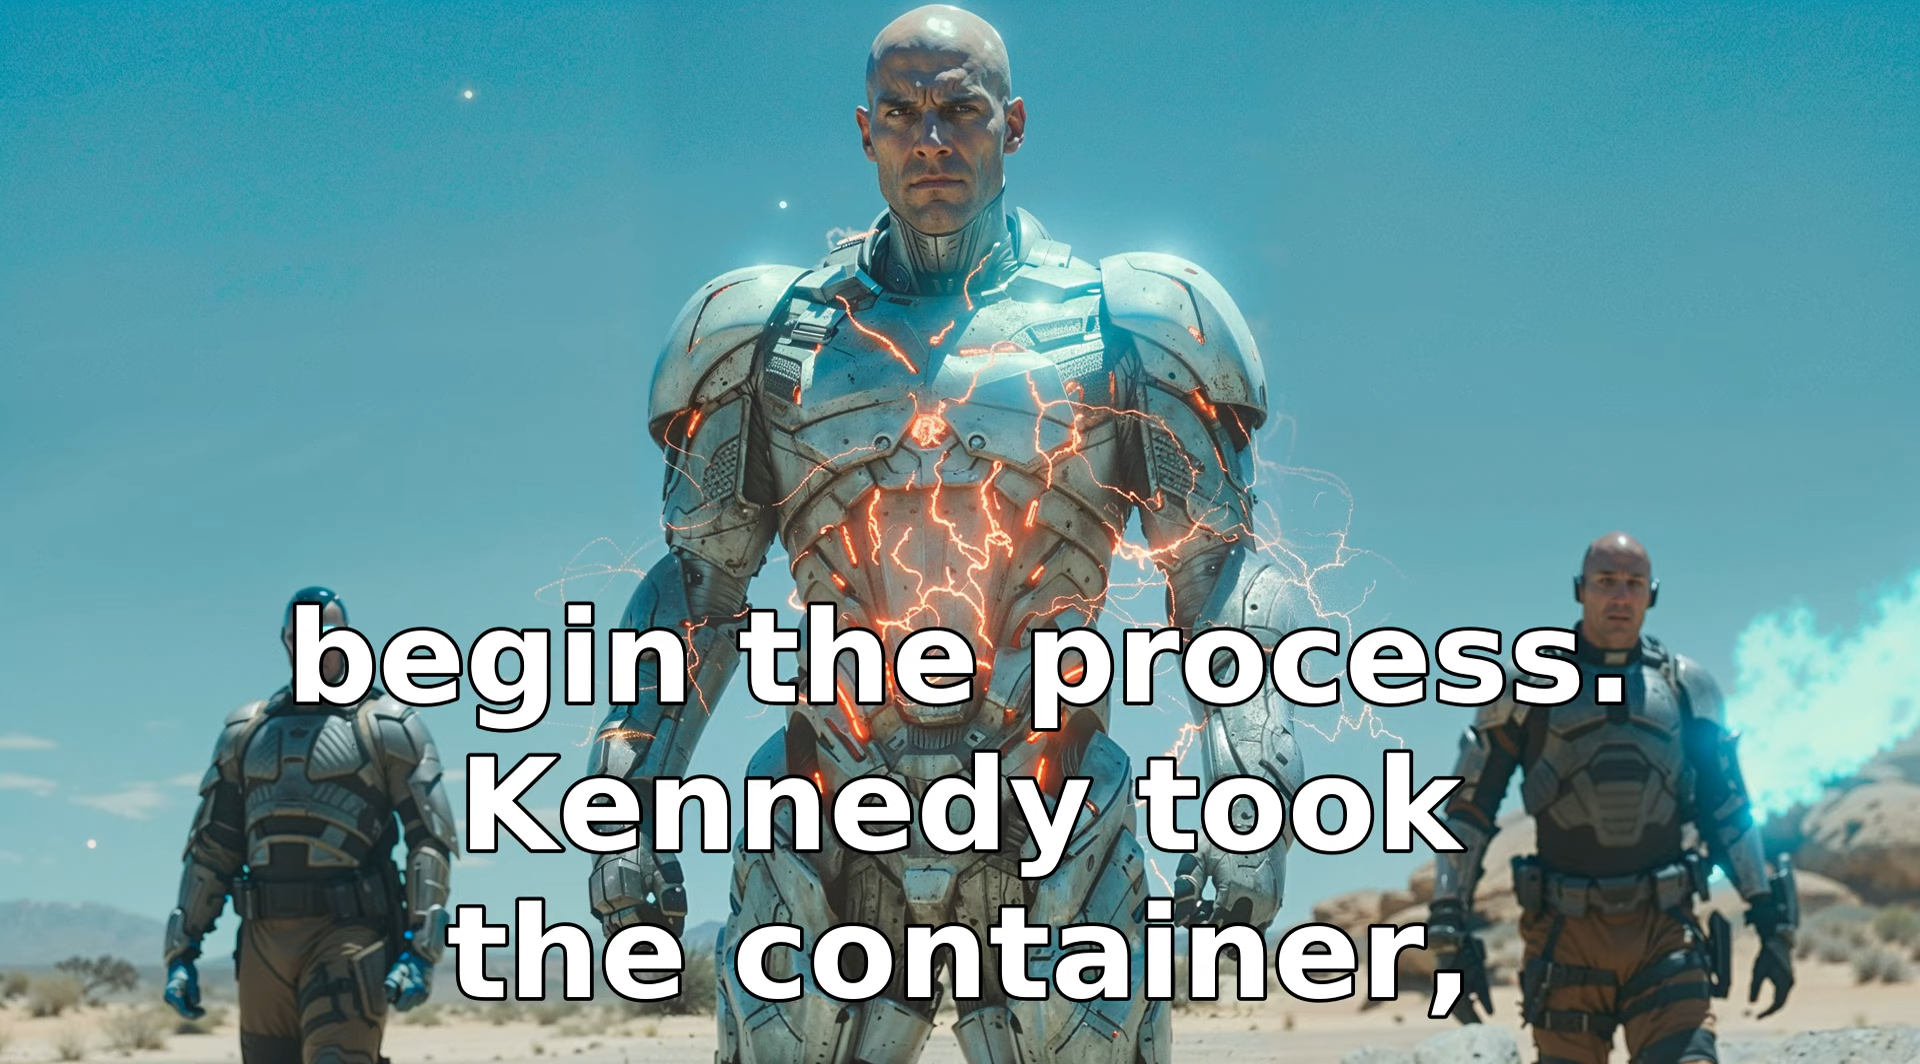 begin the process.
Kennedy took
the container,